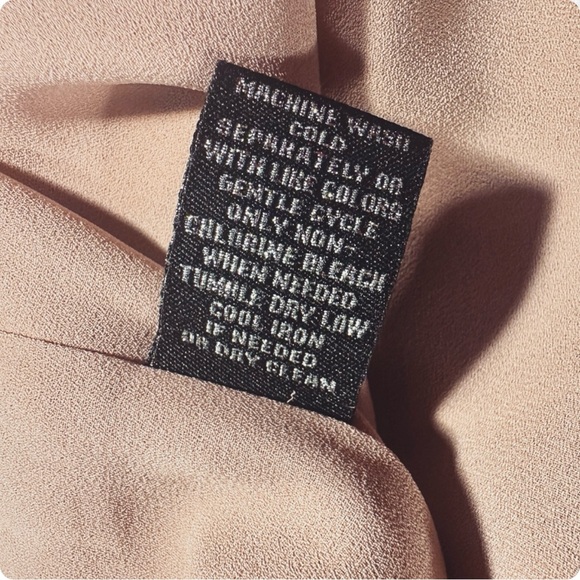 MACHINE WASH
COLD
SEPARATELY OR
WITH LIKE COLORS
GENTLE CYCLE
ONLY NON-
CHLORINE BLEACH
WHEN NEEDED
TUMBLE DRY LOW
COOL IRON
IF NEEDED
OR DRY CLEAN